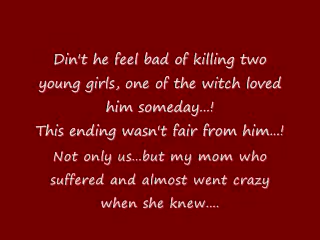 Din't he feel bad of killing two
young girls, one of the witch loved
him someday...!
This ending wasn't fair from him...!
Not only us...but my mom who
suffered and almost went crazy
when she knew....